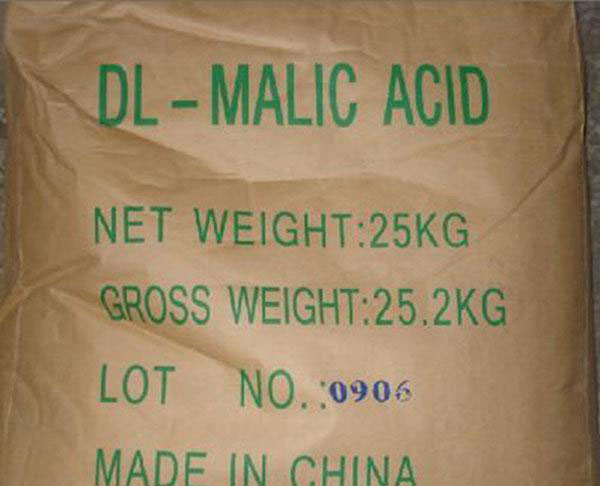 DL-MALIC ACID
NET WEIGHT:25KG
GROSS WEIGHT:25.2KG
LOT NO.:0906
MADE IN CHINA